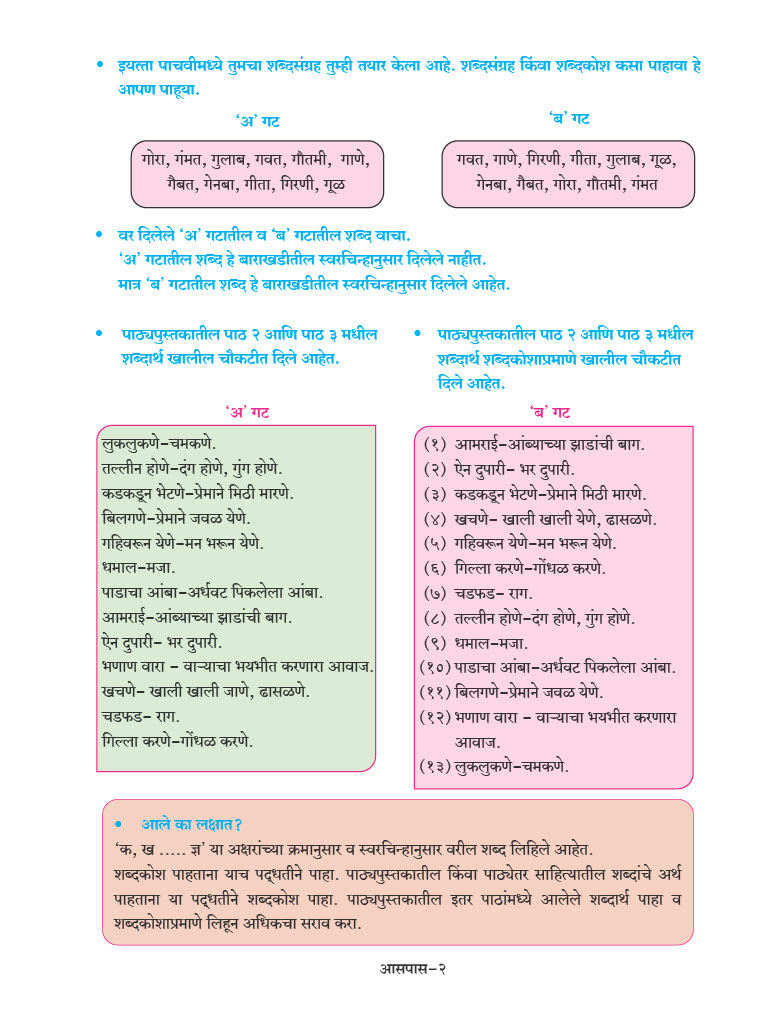 • इयत्ता पाचवीमध्ये तुमचा शब्दसंग्रह तुम्ही तयार केला आहे. शब्दसंग्रह किंवा शब्दकोश कसा पाहावा हे
आपण पाहूया.
‘अ’ गट
गोरा, गंमत, गुलाब, गवत, गौतमी, गाणे,
गैबत, गेनबा, गीता, गिरणी, गूळ
‘ब’ गट
गवत, गाणे, गिरणी, गीता, गुलाब, गूळ,
गेनबा, गैबत, गोरा, गौतमी, गंमत
• वर दिलेले ‘अ’ गटातील व ‘ब’ गटातील शब्द वाचा.
‘अ’ गटातील शब्द हे बाराखडीतील स्वरचिन्हानुसार दिलेले नाहीत.
मात्र ‘ब’ गटातील शब्द हे बाराखडीतील स्वरचिन्हानुसार दिलेले आहेत.
• पाठ्यपुस्तकातील पाठ २ आणि पाठ ३ मधील
शब्दार्थ खालील चौकटीत दिले आहेत.
‘अ’ गट
लुकलुकणे–चमकणे.
तल्लीन होणे–दंग होणे, गुंग होणे.
कडकडून भेटणे–प्रेमाने मिठी मारणे.
बिलगणे–प्रेमाने जवळ येणे.
गहिवरून येणे–मन भरून येणे.
धमाल–मजा.
पाडाचा आंबा–अर्धवट पिकलेला आंबा.
आमराई–आंब्याच्या झाडांची बाग.
ऐन दुपारी– भर दुपारी.
भणाण वारा – वाऱ्याचा भयभीत करणारा आवाज.
खचणे– खाली खाली जाणे, ढासळणे.
चडफड– राग.
गिल्ला करणे–गोंधळ करणे.
• पाठ्यपुस्तकातील पाठ २ आणि पाठ ३ मधील
शब्दार्थ शब्दकोशाप्रमाणे खालील चौकटीत
दिले आहेत.
‘ब’ गट
(१) आमराई–आंब्याच्या झाडांची बाग.
(२) ऐन दुपारी– भर दुपारी.
(३) कडकडून भेटणे–प्रेमाने मिठी मारणे.
(४) खचणे– खाली खाली येणे, ढासळणे.
(५) गहिवरून येणे–मन भरून येणे.
(६) गिल्ला करणे–गोंधळ करणे.
(७) चडफड– राग.
(८) तल्लीन होणे–दंग होणे, गुंग होणे.
(९) धमाल–मजा.
(१०) पाडाचा आंबा–अर्धवट पिकलेला आंबा.
(११) बिलगणे–प्रेमाने जवळ येणे.
(१२) भणाण वारा – वाऱ्याचा भयभीत करणारा
आवाज.
(१३) लुकलुकणे–चमकणे.
• आले का लक्षात?
‘क, ख ..... ज्ञ’ या अक्षरांच्या क्रमानुसार व स्वरचिन्हानुसार वरील शब्द लिहिले आहेत.
शब्दकोश पाहताना याच पद्धतीने पाहा. पाठ्यपुस्तकातील किंवा पाठ्येतर साहित्यातील शब्दांचे अर्थ
पाहताना या पद्धतीने शब्दकोश पाहा. पाठ्यपुस्तकातील इतर पाठांमध्ये आलेले शब्दार्थ पाहा व
शब्दकोशाप्रमाणे लिहून अधिकचा सराव करा.
आसपास–२